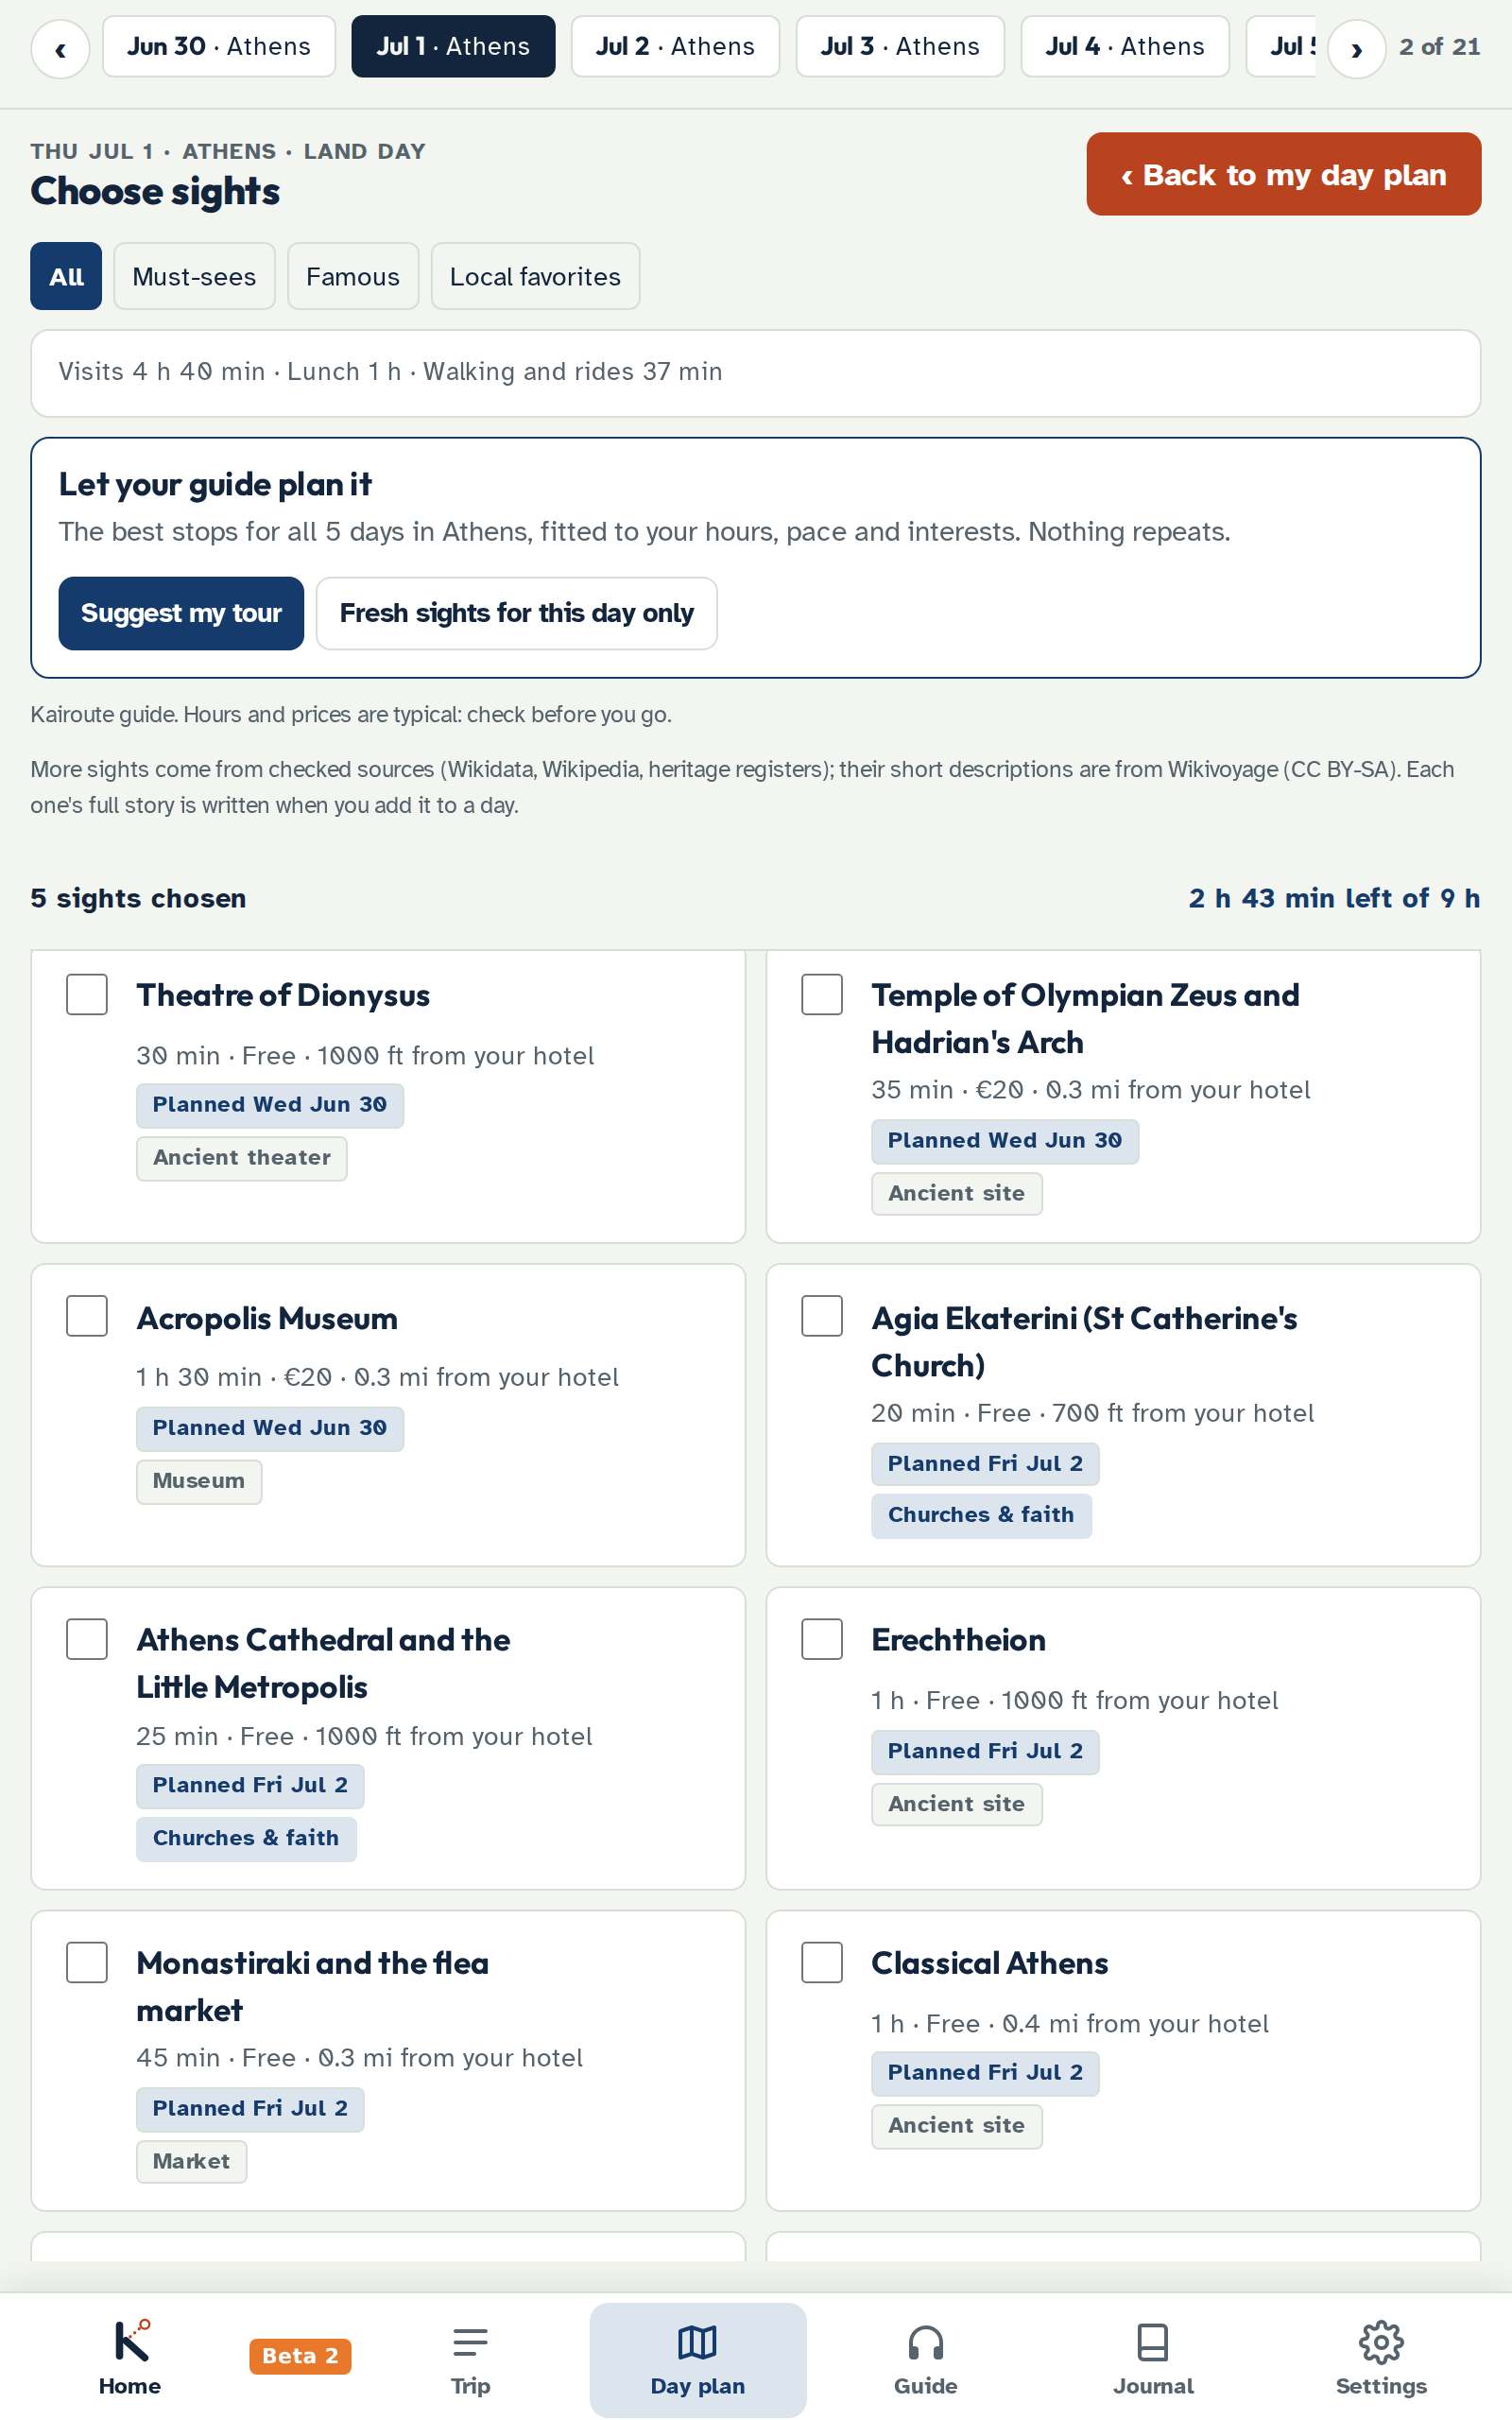 ‹
Jun 30 · Athens
Jul 1 · Athens
Jul 2 · Athens
Jul 3 · Athens
Jul 4 · Athens
Jul
›
2 of 21
THU JUL 1 · ATHENS · LAND DAY
Choose sights
‹ Back to my day plan
All
Must-sees
Famous
Local favorites
Visits 4 h 40 min · Lunch 1 h · Walking and rides 37 min
Let your guide plan it
The best stops for all 5 days in Athens, fitted to your hours, pace and interests. Nothing repeats.
Suggest my tour
Fresh sights for this day only
Kairoute guide. Hours and prices are typical: check before you go.
More sights come from checked sources (Wikidata, Wikipedia, heritage registers); their short descriptions are from Wikivoyage (CC BY-SA). Each
one's full story is written when you add it to a day.
5 sights chosen
2 h 43 min left of 9 h
Theatre of Dionysus
30 min · Free · 1000 ft from your hotel
Planned Wed Jun 30
Ancient theater
Temple of Olympian Zeus and
Hadrian's Arch
35 min · €20 · 0.3 mi from your hotel
Planned Wed Jun 30
Ancient site
Acropolis Museum
1 h 30 min · €20 · 0.3 mi from your hotel
Planned Wed Jun 30
Museum
Agia Ekaterini (St Catherine's
Church)
20 min · Free · 700 ft from your hotel
Planned Fri Jul 2
Churches & faith
Athens Cathedral and the
Little Metropolis
25 min · Free · 1000 ft from your hotel
Planned Fri Jul 2
Churches & faith
Erechtheion
1 h · Free · 1000 ft from your hotel
Planned Fri Jul 2
Ancient site
Monastiraki and the flea
market
45 min · Free · 0.3 mi from your hotel
Planned Fri Jul 2
Market
Classical Athens
1 h · Free · 0.4 mi from your hotel
Planned Fri Jul 2
Ancient site
Home
Beta 2
Trip
Day plan
Guide
Journal
Settings